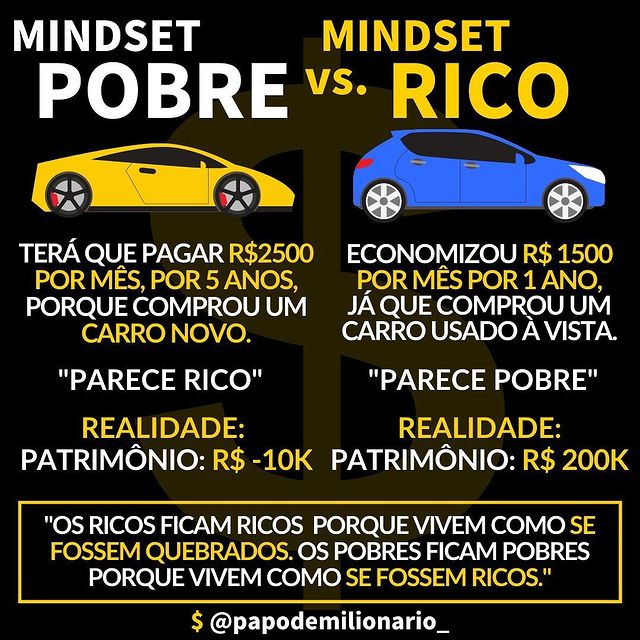 MINDSET
POBRE
vs.
MINDSET
RICO
TERÁ QUE PAGAR R$2500
POR MÊS, POR 5 ANOS,
PORQUE COMPROU UM
CARRO NOVO.
"PARECE RICO"
REALIDADE:
PATRIMÔNIO: R$ -10K
ECONOMIZOU R$ 1500
POR MÊS POR 1 ANO,
JÁ QUE COMPROU UM
CARRO USADO À VISTA.
"PARECE POBRE"
REALIDADE:
PATRIMÔNIO: R$ 200K
"OS RICOS FICAM RICOS PORQUE VIVEM COMO SE
FOSSEM QUEBRADOS. OS POBRES FICAM POBRES
PORQUE VIVEM COMO SE FOSSEM RICOS."
$ @papodemilionario_